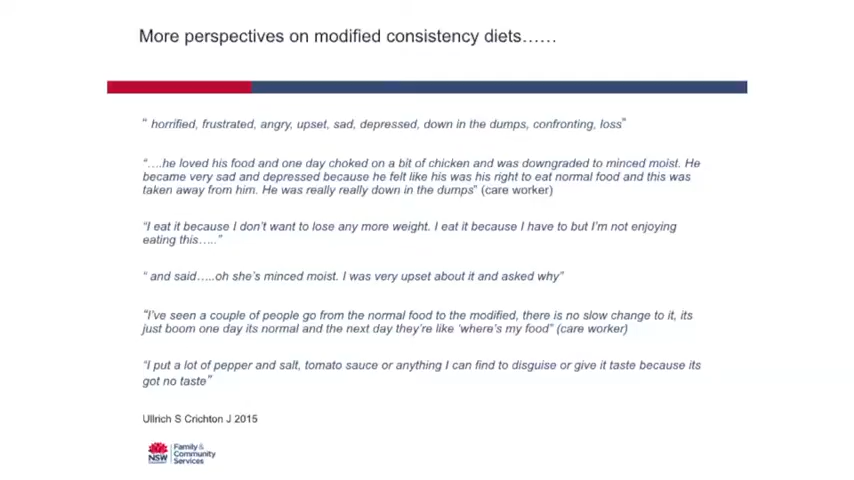 More perspectives on modified consistency diets……
“ horrified, frustrated, angry, upset, sad, depressed, down in the dumps, confronting, loss”
“….he loved his food and one day choked on a bit of chicken and was downgraded to minced moist. He
became very sad and depressed because he felt like his was his right to eat normal food and this was
taken away from him. He was really really down in the dumps” (care worker)
“I eat it because I don’t want to lose any more weight. I eat it because I have to but I’m not enjoying
eating this…..”
“ and said…..oh she’s minced moist. I was very upset about it and asked why”
“I’ve seen a couple of people go from the normal food to the modified, there is no slow change to it, its
just boom one day its normal and the next day they’re like ‘where’s my food” (care worker)
“I put a lot of pepper and salt, tomato sauce or anything I can find to disguise or give it taste because its
got no taste”
Ullrich S Crichton J 2015
NSW
Family &
Community
Services